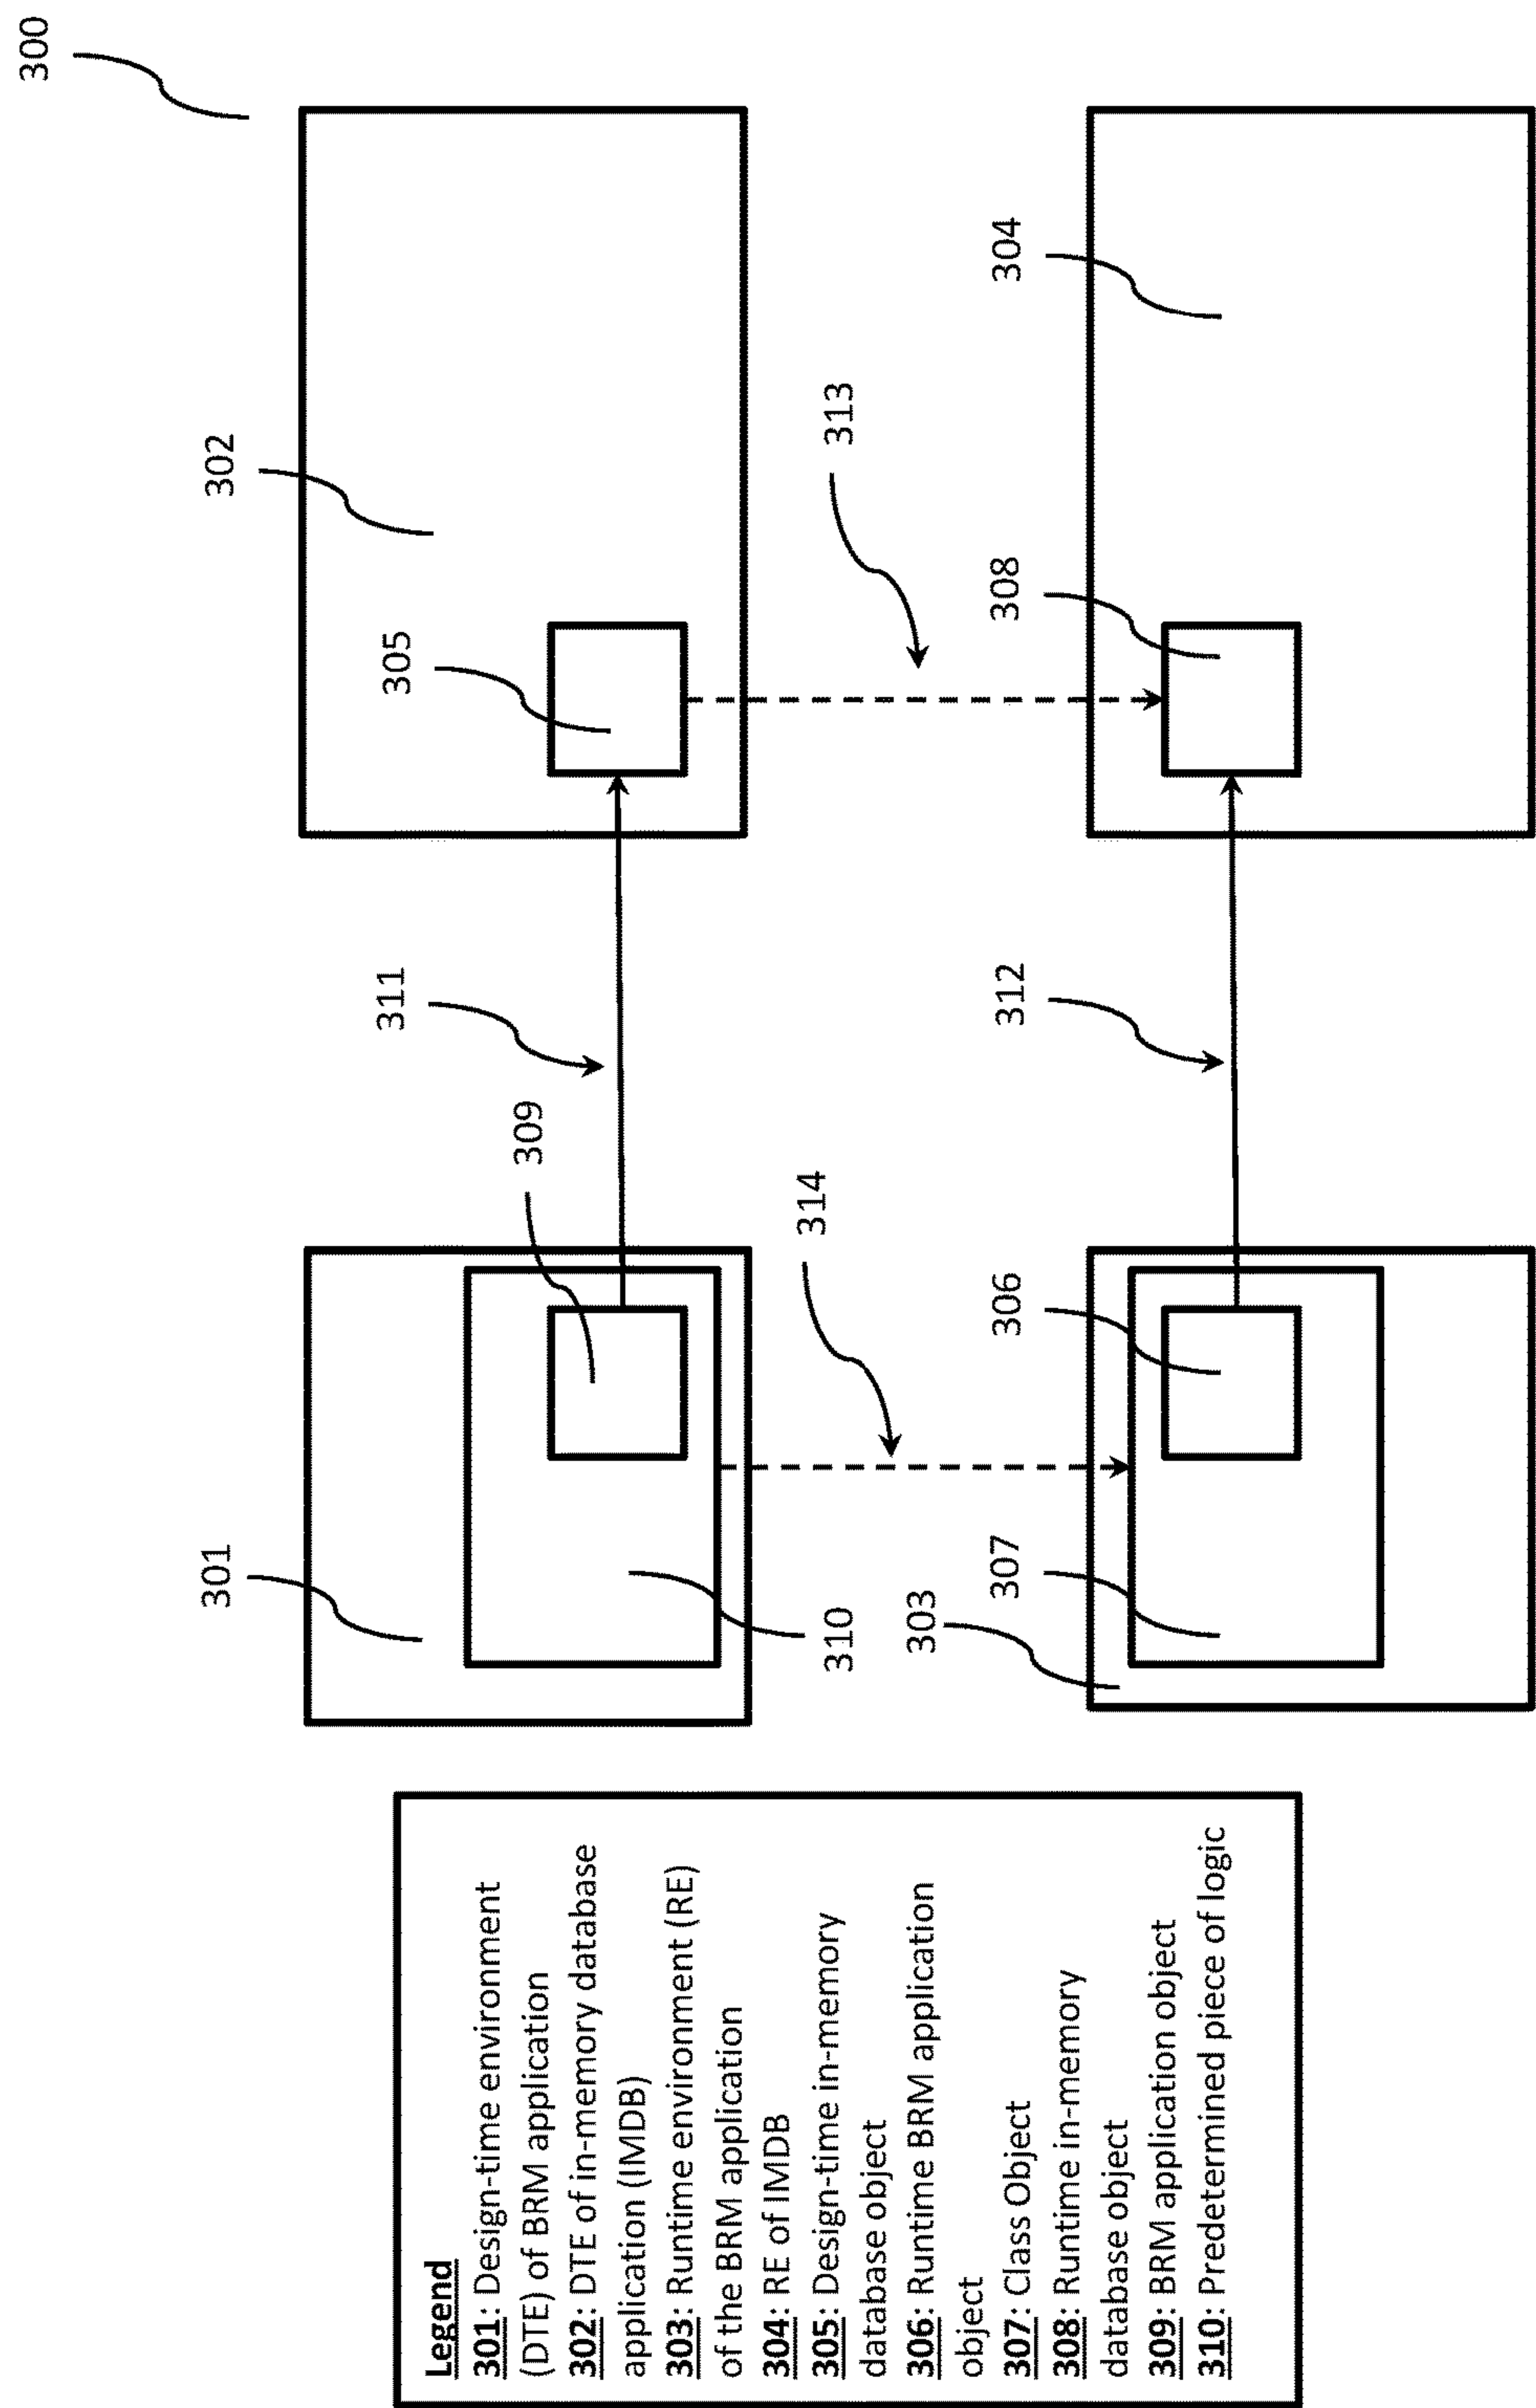 300
302
304
305
313
308
311
312
309
314
306
301
310
303
307
Legend
301: Design-time environment
(DTE) of BRM application
302: DTE of in-memory database
application (IMDB)
303: Runtime environment (RE)
of the BRM application
304: RE of IMDB
305: Design-time in-memory
database object
306: Runtime BRM application
object
307: Class Object
308: Runtime in-memory
database object
309: BRM application object
310: Predetermined piece of logic